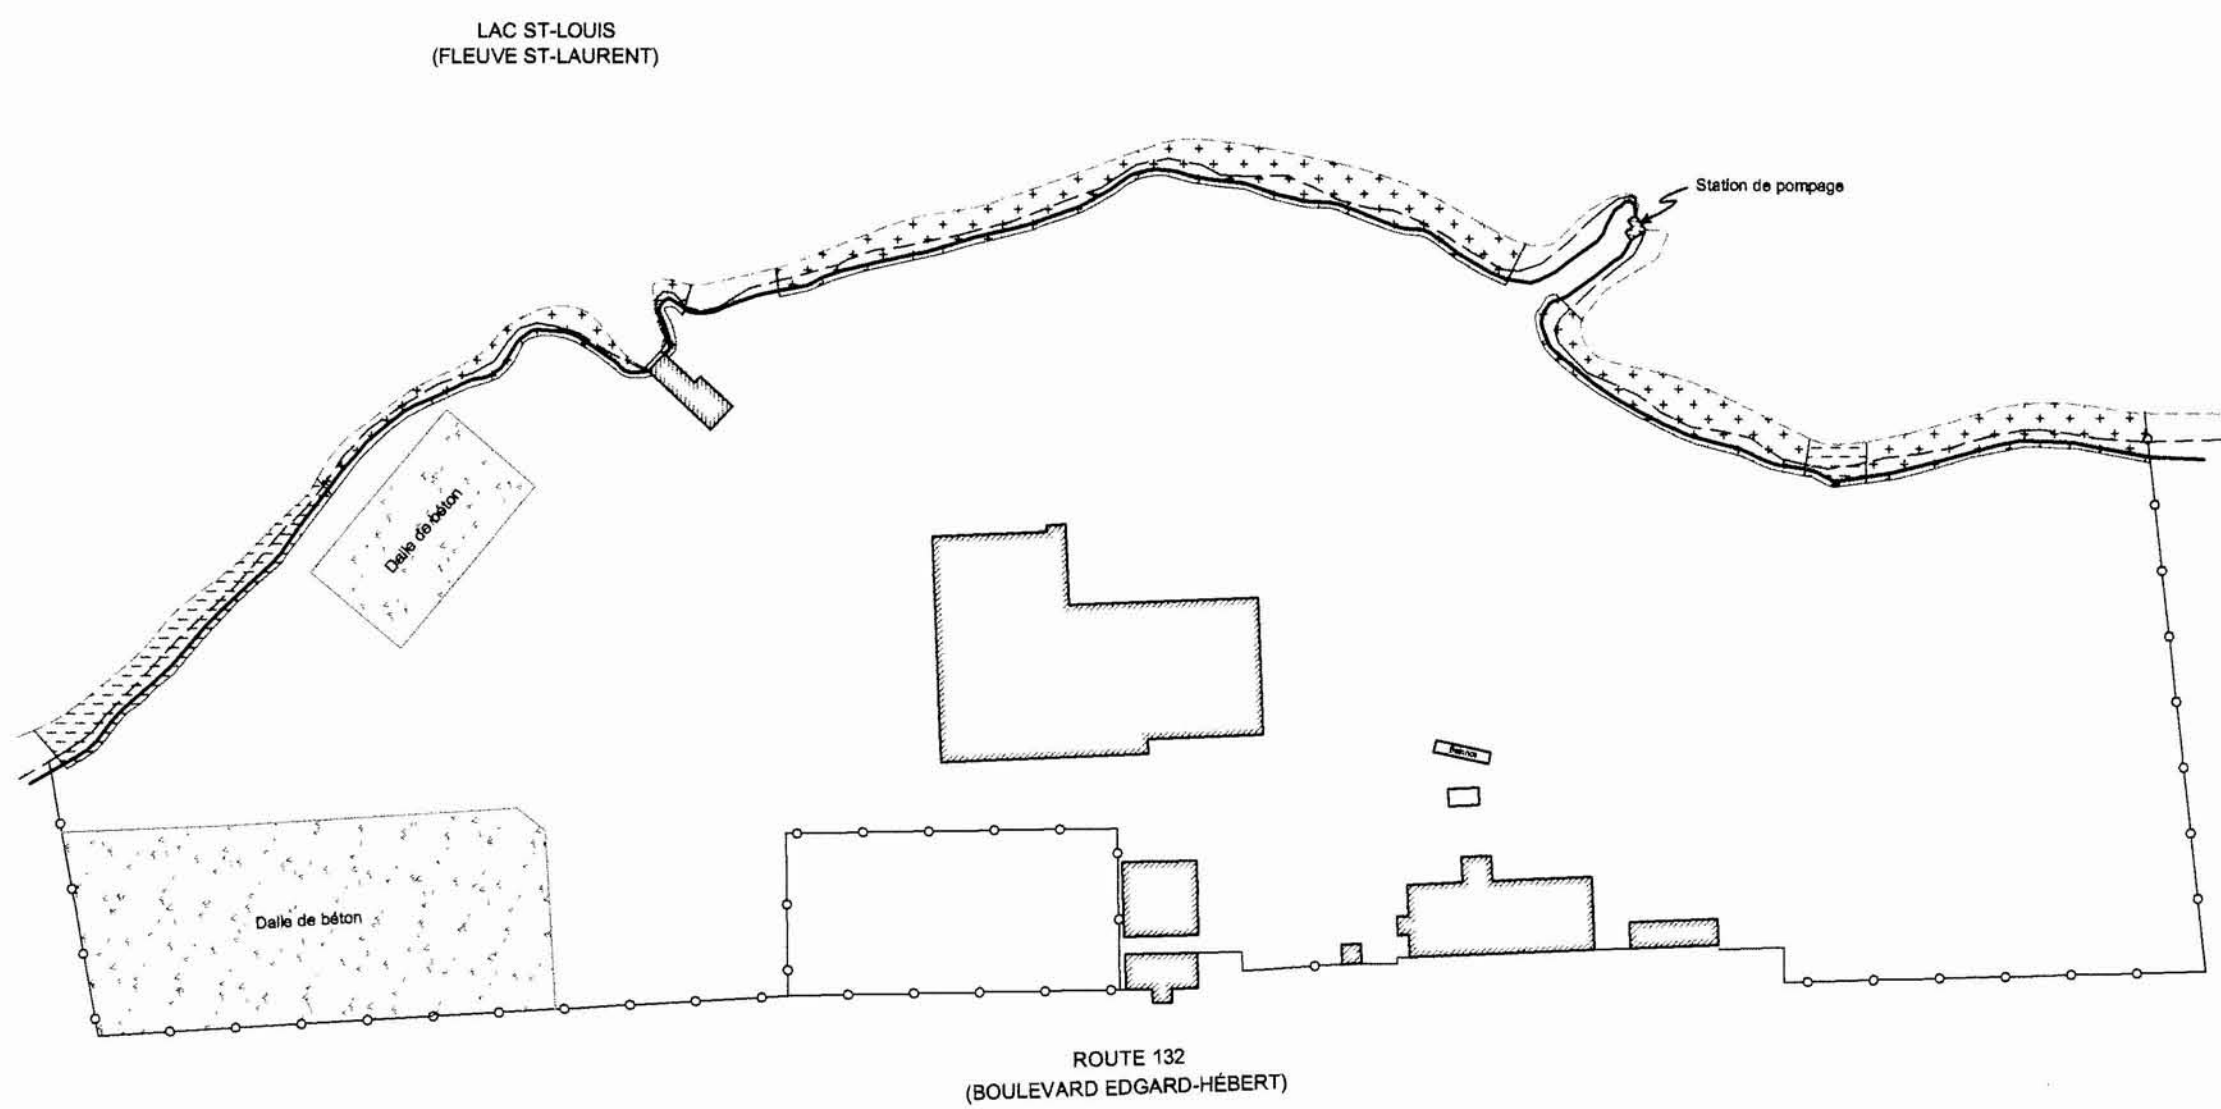 LAC ST-LOUIS
(FLEUVE ST-LAURENT)
Station de pompage
Dalle de béton
Dalle de béton
ROUTE 132
(BOULEVARD EDGARD-HÉBERT)